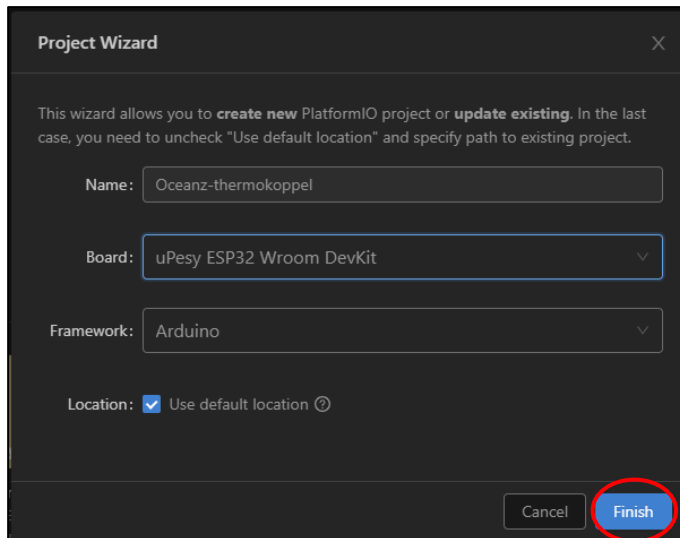 Project Wizard
This wizard allows you to create new PlatformIO project or update existing. In the last
case, you need to uncheck "Use default location" and specify path to existing project.
Name: Oceanz-thermokoppel
Board: uPesy ESP32 Wroom DevKit
Framework: Arduino
Location: Use default location
Cancel Finish